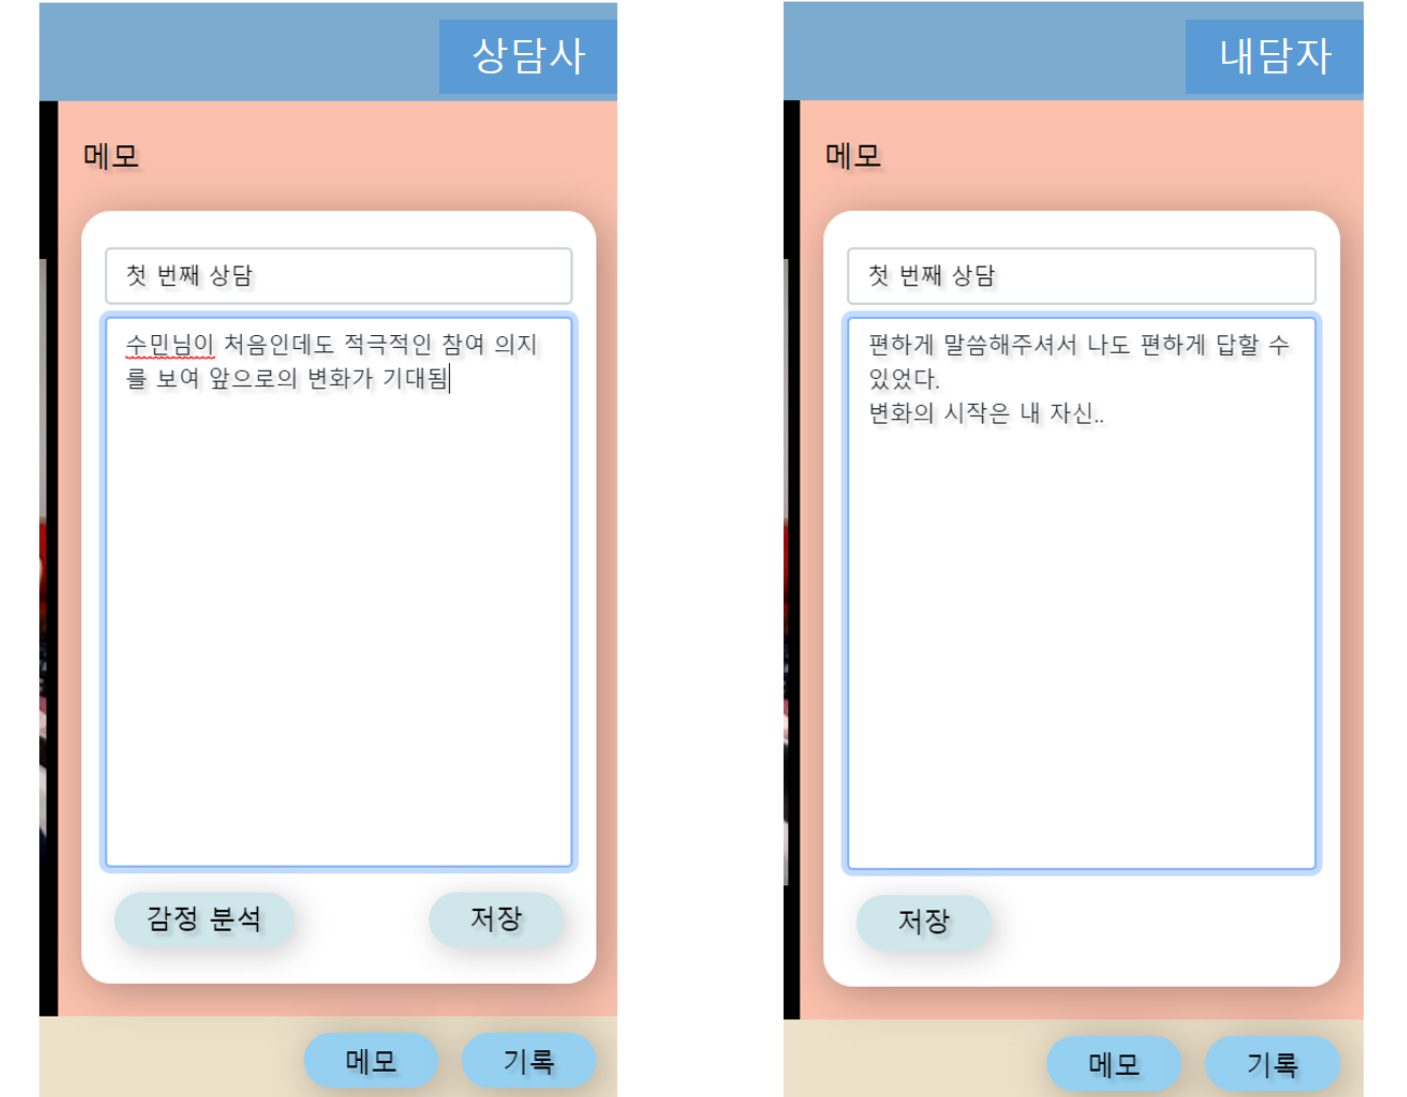 상담사
메모
첫 번째 상담
수민님이 처음인데도 적극적인 참여 의지
를 보여 앞으로의 변화가 기대됨
감정 분석
저장
메모
기록
내담자
메모
첫 번째 상담
편하게 말씀해주셔서 나도 편하게 답할 수
있었다.
변화의 시작은 내 자신..
저장
메모
기록